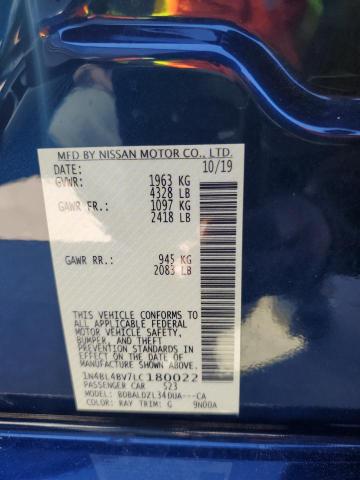 MFD BY NISSAN MOTOR CO., LTD.
DATE: 10/19
GVWR: 1963 KG
4328 LB
GAWR FR.: 1097 KG
2418 LB
GAWR RR.: 945 KG
2083 LB
THIS VEHICLE CONFORMS TO
ALL APPLICABLE FEDERAL
MOTOR VEHICLE SAFETY,
BUMPER, AND THEFT
PREVENTION STANDARDS IN
EFFECT ON THE DATE OF
MANUFACTURE SHOWN ABOVE.
1N4BL4BV7LC180022
PASSENGER CAR 523
MODEL: BDBALDZL34DUA---CA
COLOR: RAY TRIM: G 9N00A